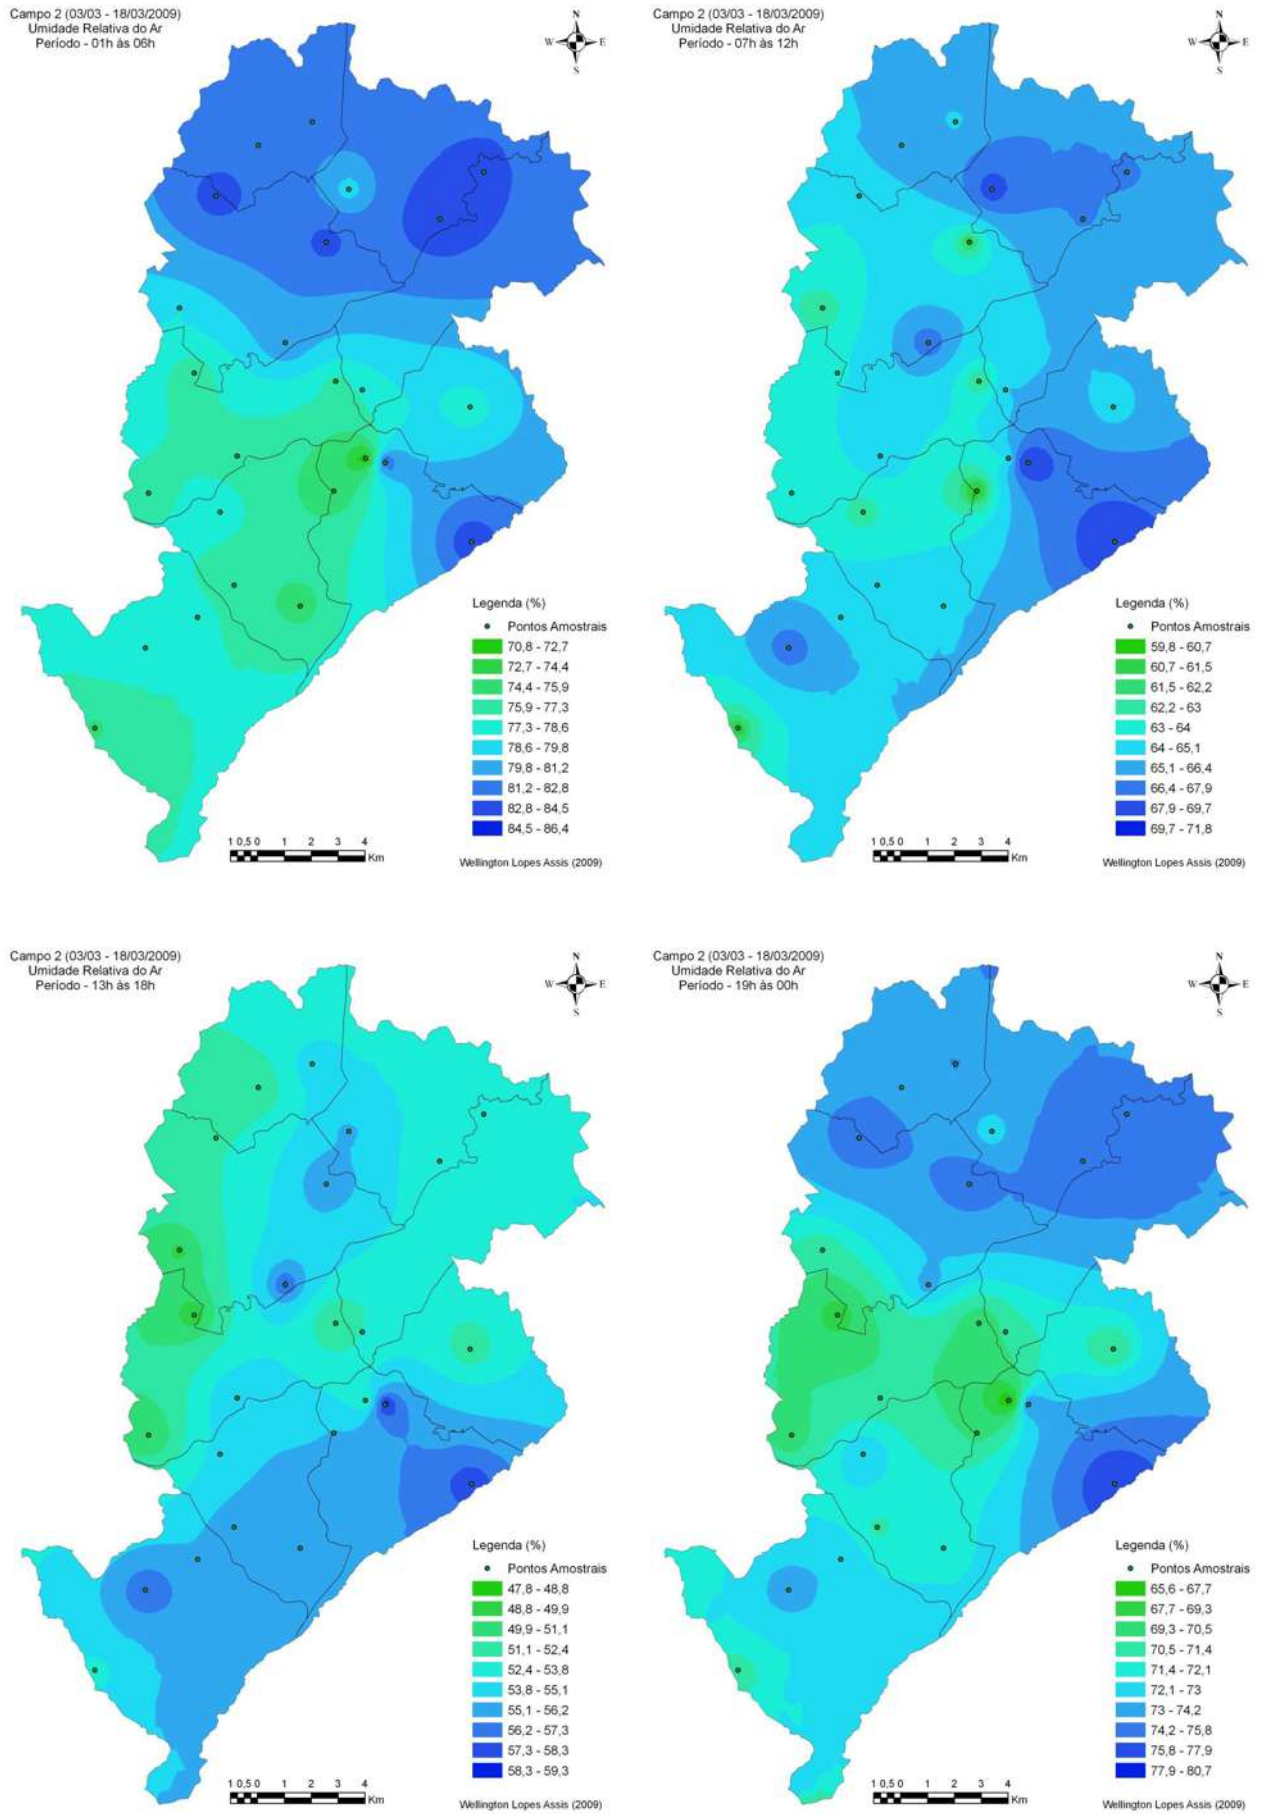 Campo 2 (03/03 - 18/03/2009)
Umidade Relativa do Ar
Período - 01h às 06h
N
W E
S
Legenda (%)
Pontos Amostrais
70,8 - 72,7
72,7 - 74,4
74,4 - 75,9
75,9 - 77,3
77,3 - 78,6
78,6 - 79,8
79,8 - 81,2
81,2 - 82,8
82,8 - 84,5
84,5 - 86,4
1 0,5 0 1 2 3 4
Km
Wellington Lopes Assis (2009)
Campo 2 (03/03 - 18/03/2009)
Umidade Relativa do Ar
Período - 07h às 12h
N
W E
S
Legenda (%)
Pontos Amostrais
59,8 - 60,7
60,7 - 61,5
61,5 - 62,2
62,2 - 63
63 - 64
64 - 65,1
65,1 - 66,4
66,4 - 67,9
67,9 - 69,7
69,7 - 71,8
1 0,5 0 1 2 3 4
Km
Wellington Lopes Assis (2009)
Campo 2 (03/03 - 18/03/2009)
Umidade Relativa do Ar
Período - 13h às 18h
N
W E
S
Legenda (%)
Pontos Amostrais
47,8 - 48,8
48,8 - 49,9
49,9 - 51,1
51,1 - 52,4
52,4 - 53,8
53,8 - 55,1
55,1 - 56,2
56,2 - 57,3
57,3 - 58,3
58,3 - 59,3
1 0,5 0 1 2 3 4
Km
Wellington Lopes Assis (2009)
Campo 2 (03/03 - 18/03/2009)
Umidade Relativa do Ar
Período - 19h às 00h
N
W E
S
Legenda (%)
Pontos Amostrais
65,6 - 67,7
67,7 - 69,3
69,3 - 70,5
70,5 - 71,4
71,4 - 72,1
72,1 - 73
73 - 74,2
74,2 - 75,8
75,8 - 77,9
77,9 - 80,7
1 0,5 0 1 2 3 4
Km
Wellington Lopes Assis (2009)